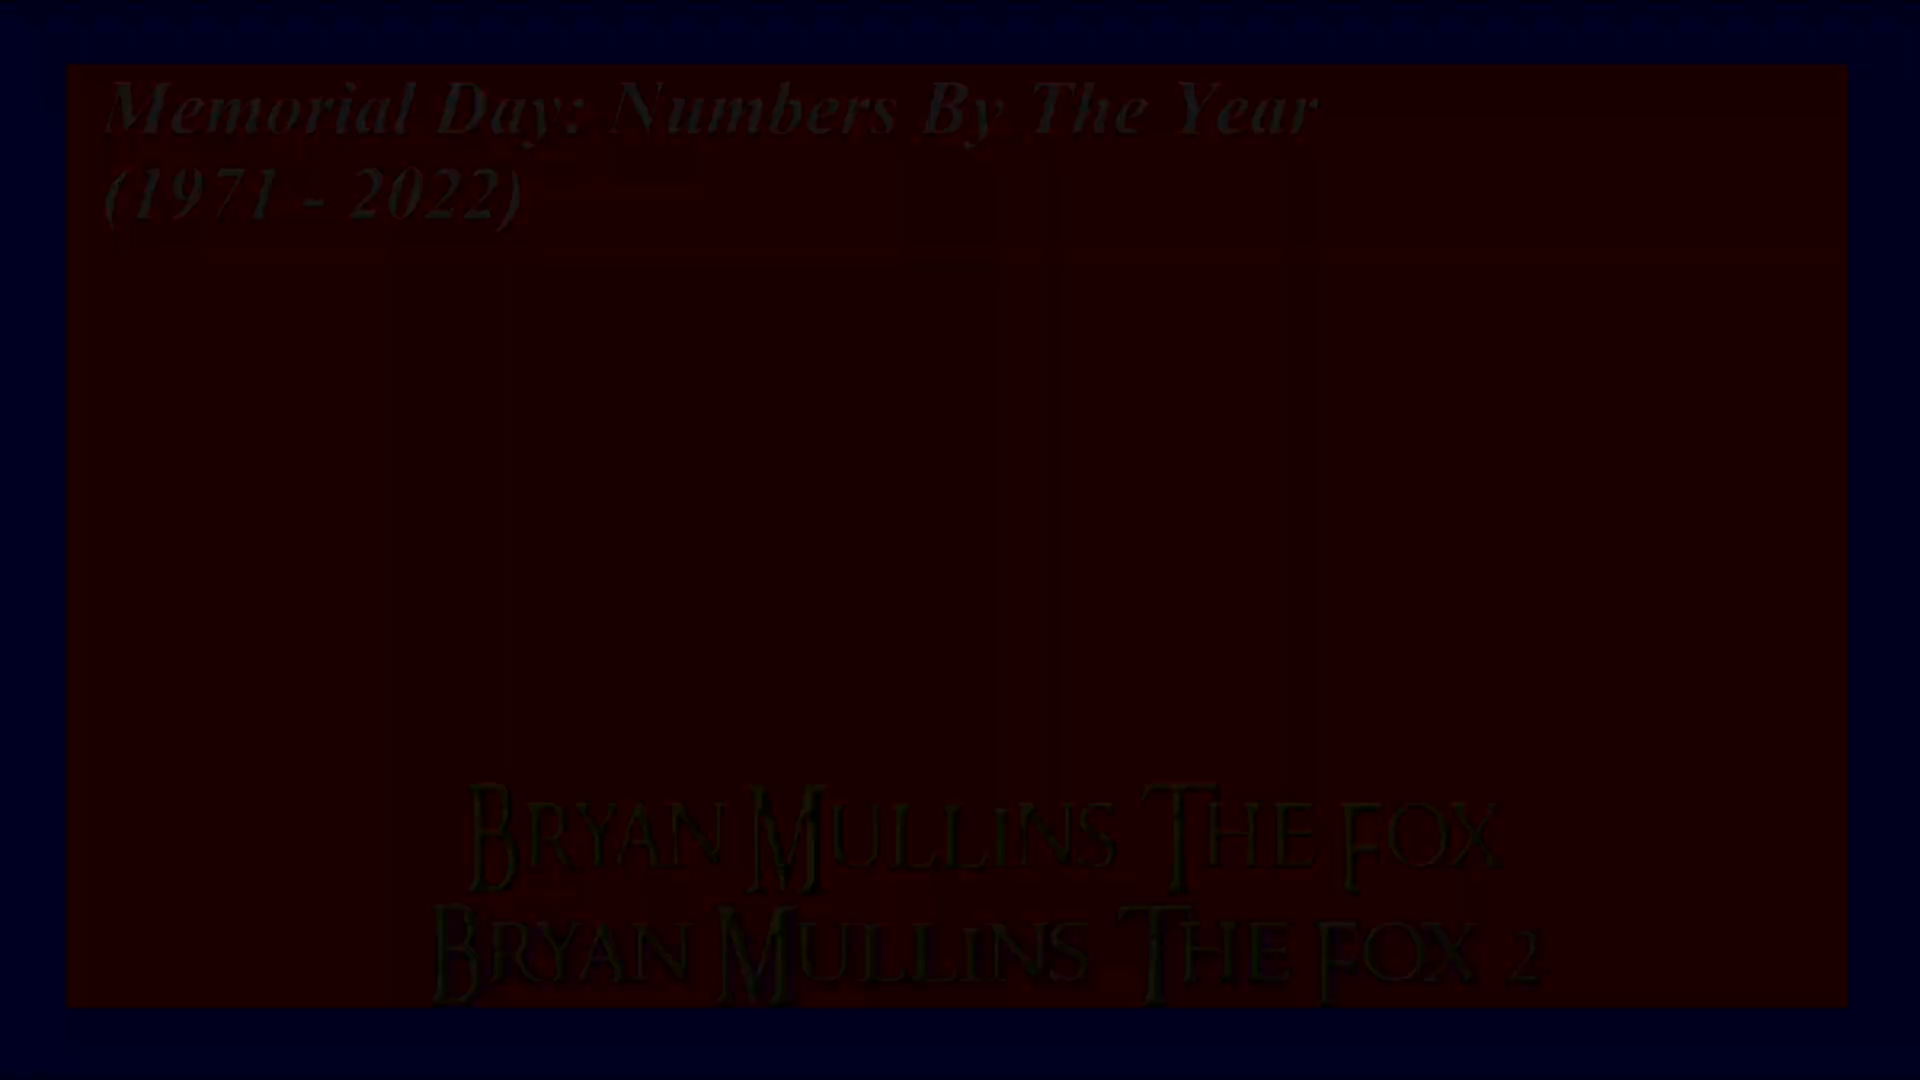 Memorial Day: Numbers By The Year
(1971 - 2022)
BRYAN MULLINS THE FOX
BRYAN MULLINS THE FOX 2